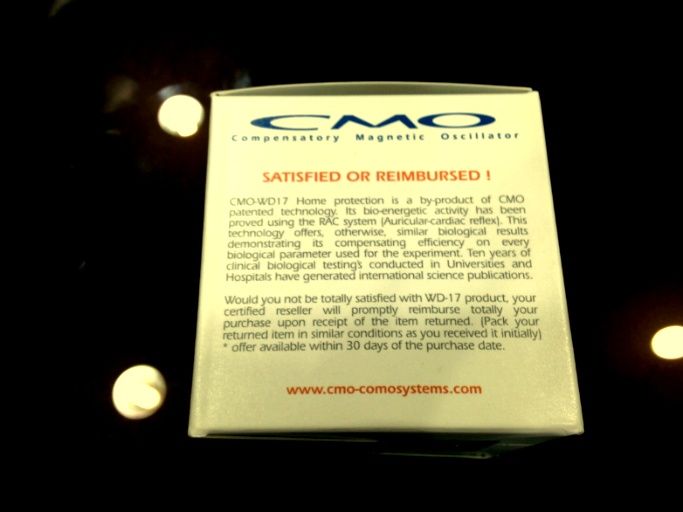 CMO
Compensatory Magnetic Oscillator
SATISFIED OR REIMBURSED !
CMO-WD17 Home protection is a by-product of CMO
patented technology. Its bio-energetic activity has been
proved using the RAC system (Auricular-cardiac reflex). This
technology offers, otherwise, similar biological results
demonstrating its compensating efficiency on every
biological parameter used for the experiment. Ten years of
clinical biological testing's conducted in Universities and
Hospitals have generated international science publications.
Would you not be totally satisfied with WD-17 product, your
certified reseller will promptly reimburse totally your
purchase upon receipt of the item returned. (Pack your
returned item in similar conditions as you received it initially)
* offer available within 30 days of the purchase date.
www.cmo-comosystems.com